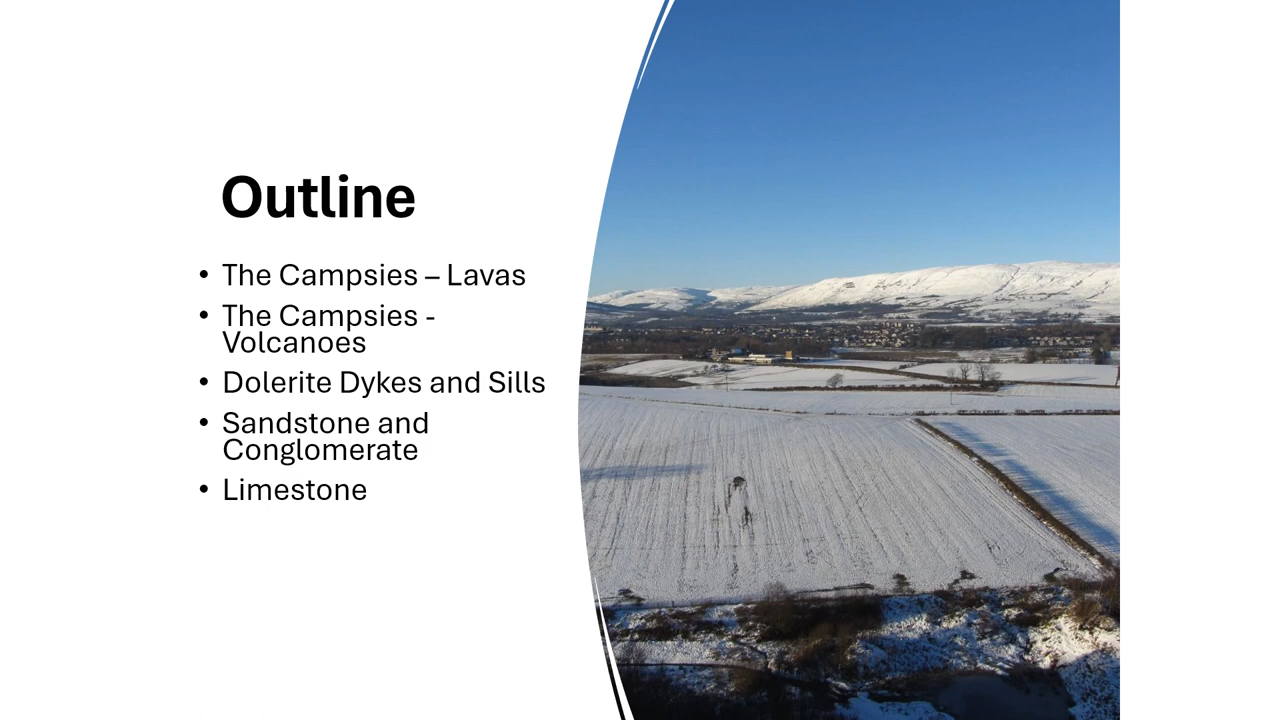 Outline
• The Campsies – Lavas
• The Campsies -
Volcanoes
• Dolerite Dykes and Sills
• Sandstone and
Conglomerate
• Limestone